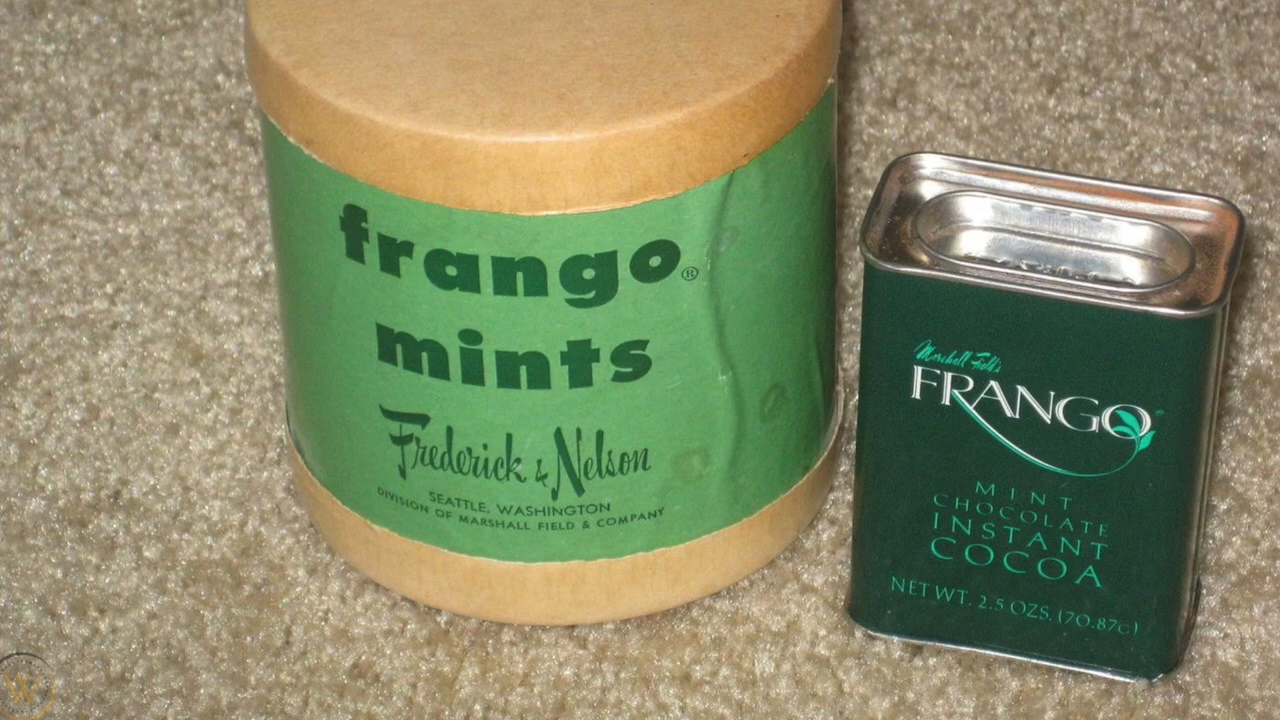 frango®
mints
Frederick & Nelson
SEATTLE, WASHINGTON
DIVISION OF MARSHALL FIELD & COMPANY
Marshall Field's
FRANGO
MINT
CHOCOLATE
INSTANT
COCOA
NET WT. 2.5 OZS. (70.87G)
W